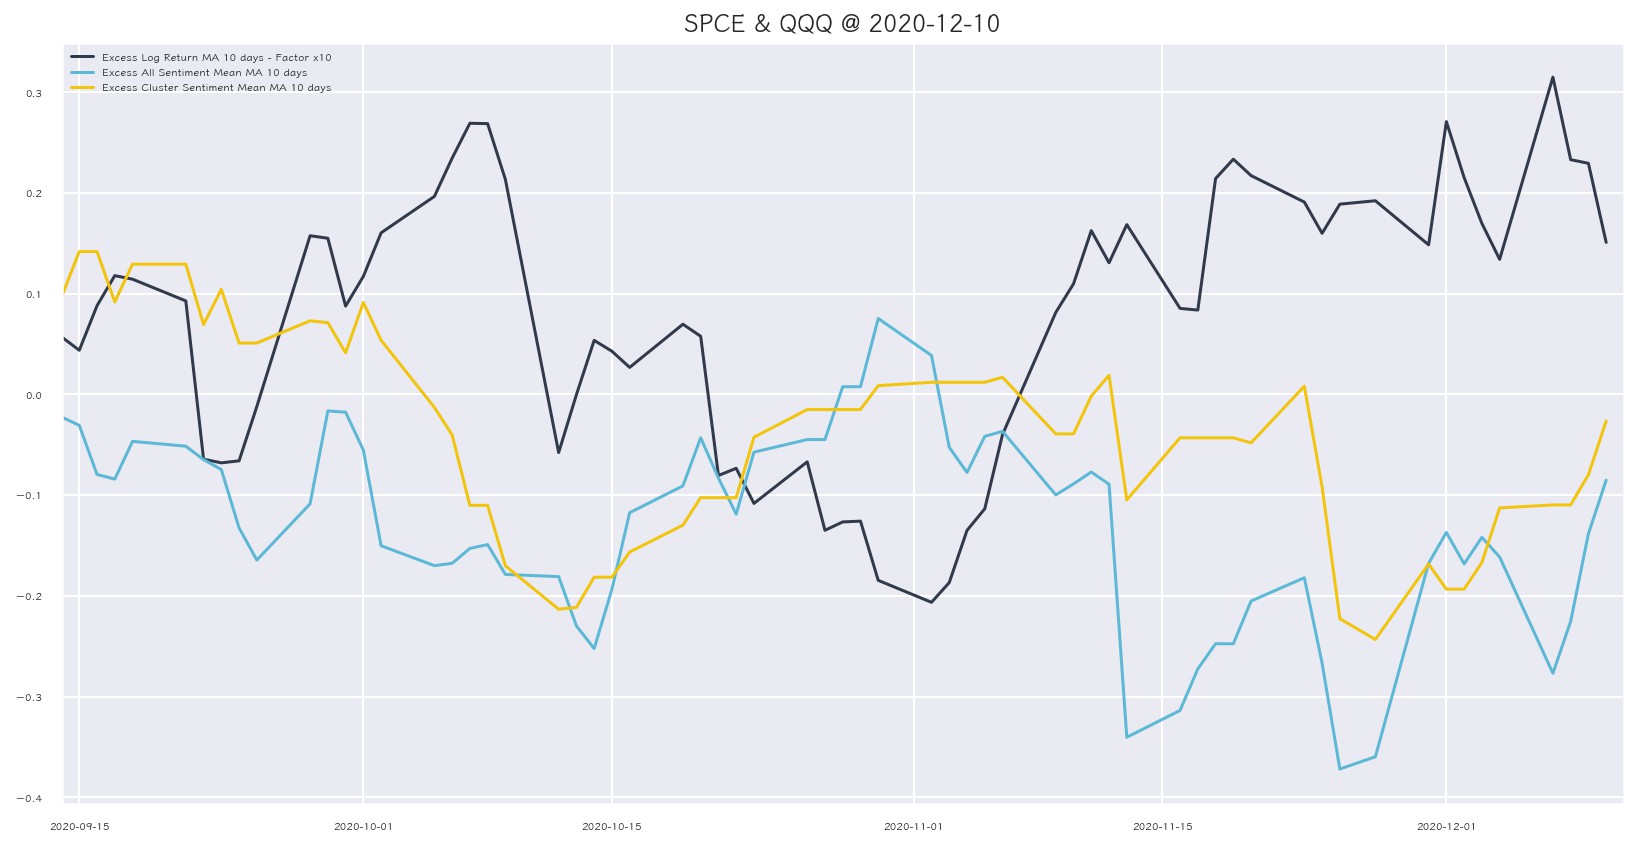 SPCE & QQQ @ 2020-12-10
Excess Log Return MA 10 days - Factor x10
Excess All Sentiment Mean MA 10 days
Excess Cluster Sentiment Mean MA 10 days
0.3
0.2
0.1
0.0
−0.1
−0.2
−0.3
−0.4
2020-09-15 2020-10-01 2020-10-15 2020-11-01 2020-11-15 2020-12-01